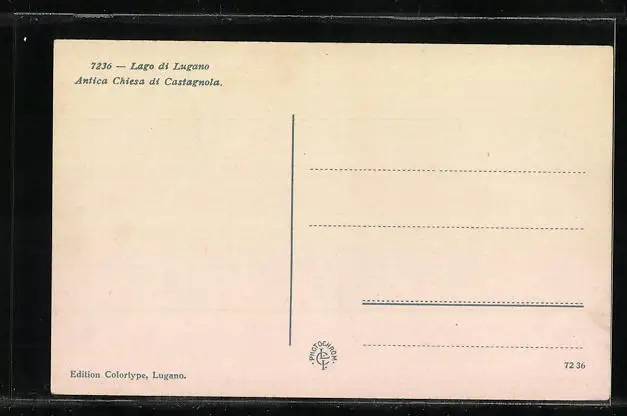 7236 — Lago di Lugano
Antica Chiesa di Castagnola.
PHOTOCHROM.
Edition Colortype, Lugano.
72 36